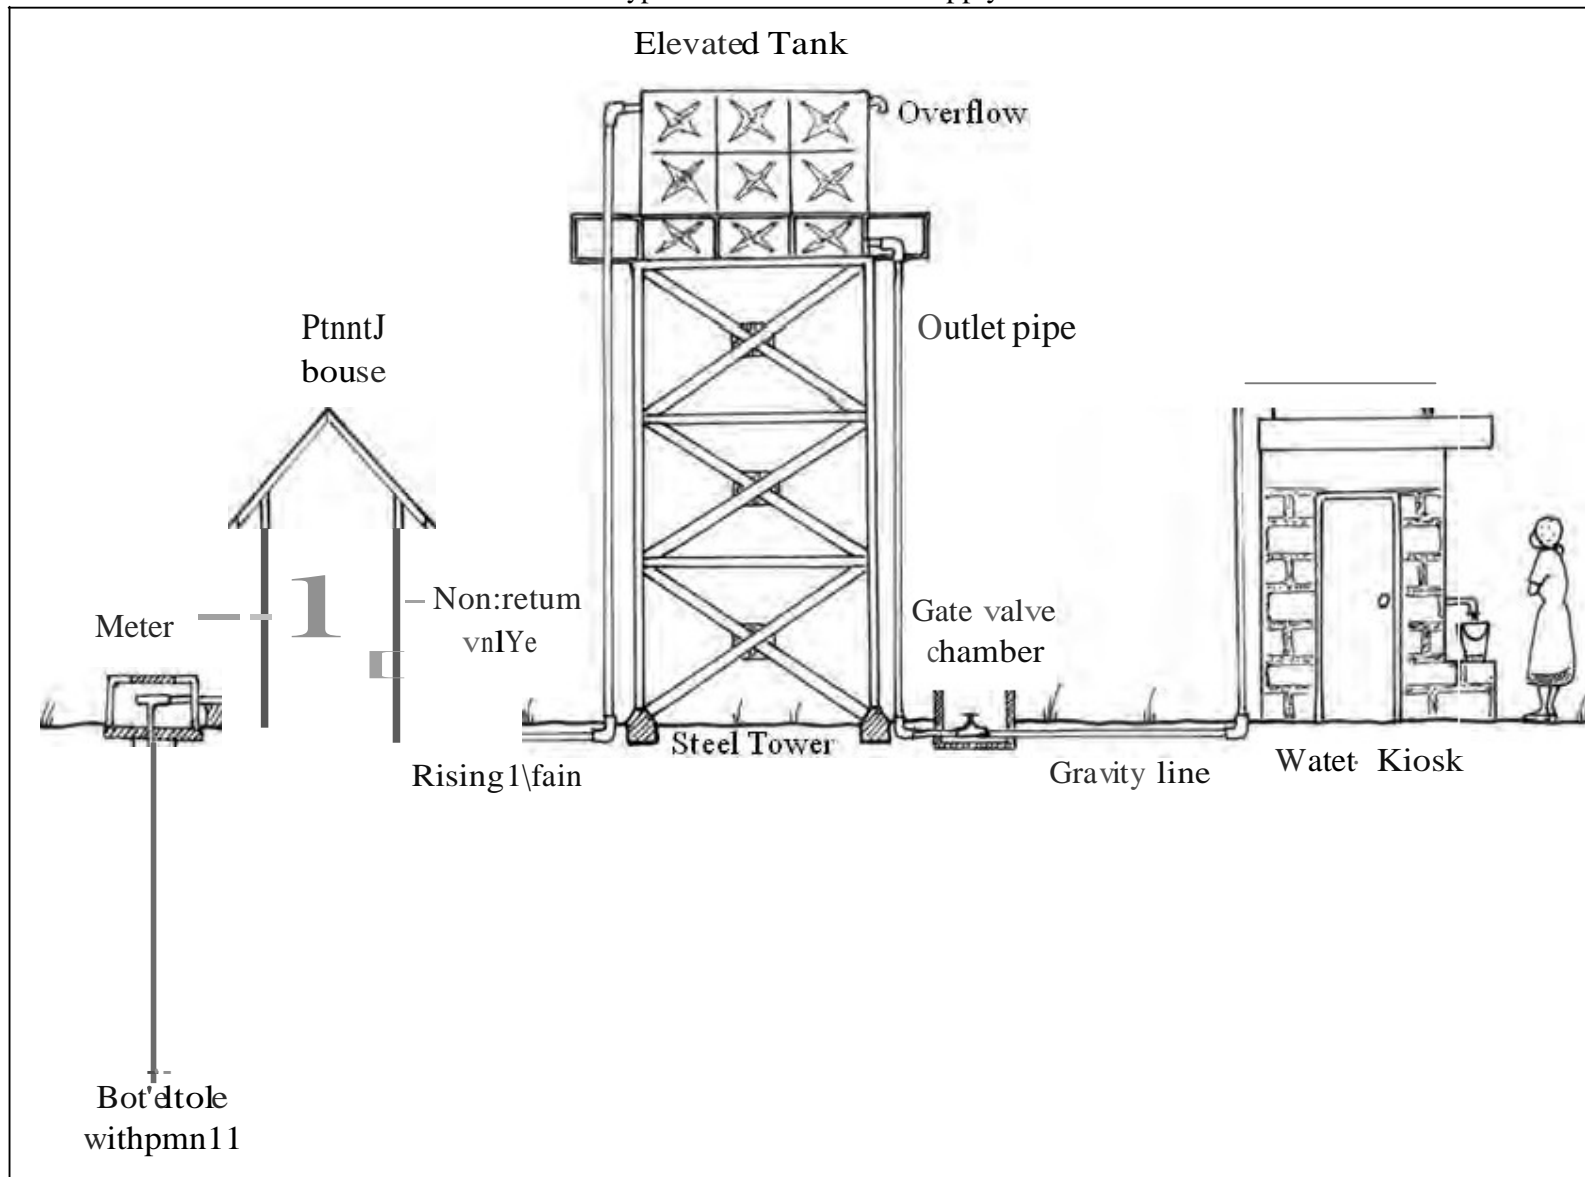 Elevated Tank
Overflow
PtnntJ
bouse
Outlet pipe
Meter
Non:retum
vnlYe
Gate valve
chamber
Steel Tower
Rising1\fain
Gravity line
Watet· Kiosk
Bot'edtole
withpmn11